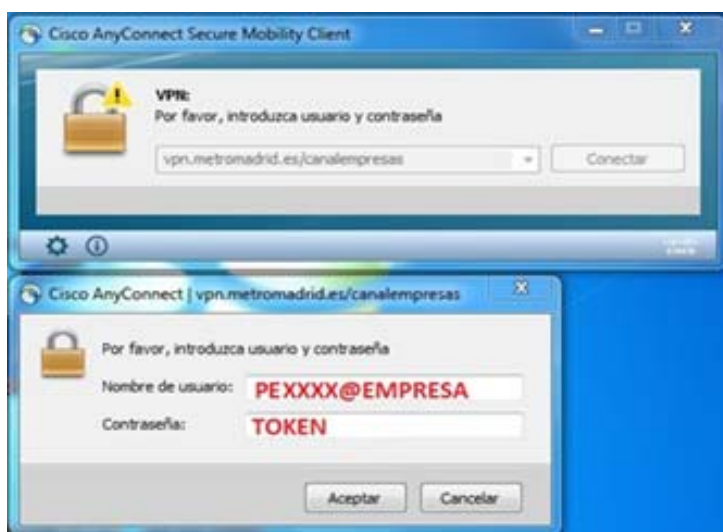 Cisco AnyConnect Secure Mobility Client
VPN:
Por favor, introduzca usuario y contraseña
vpn.metromadrid.es/canalempresas
Conectar
Cisco AnyConnect | vpn.metromadrid.es/canalempresas
Por favor, introduzca usuario y contraseña
Nombre de usuario: PEXXXX@EMPRESA
Contraseña: TOKEN
Aceptar Cancelar